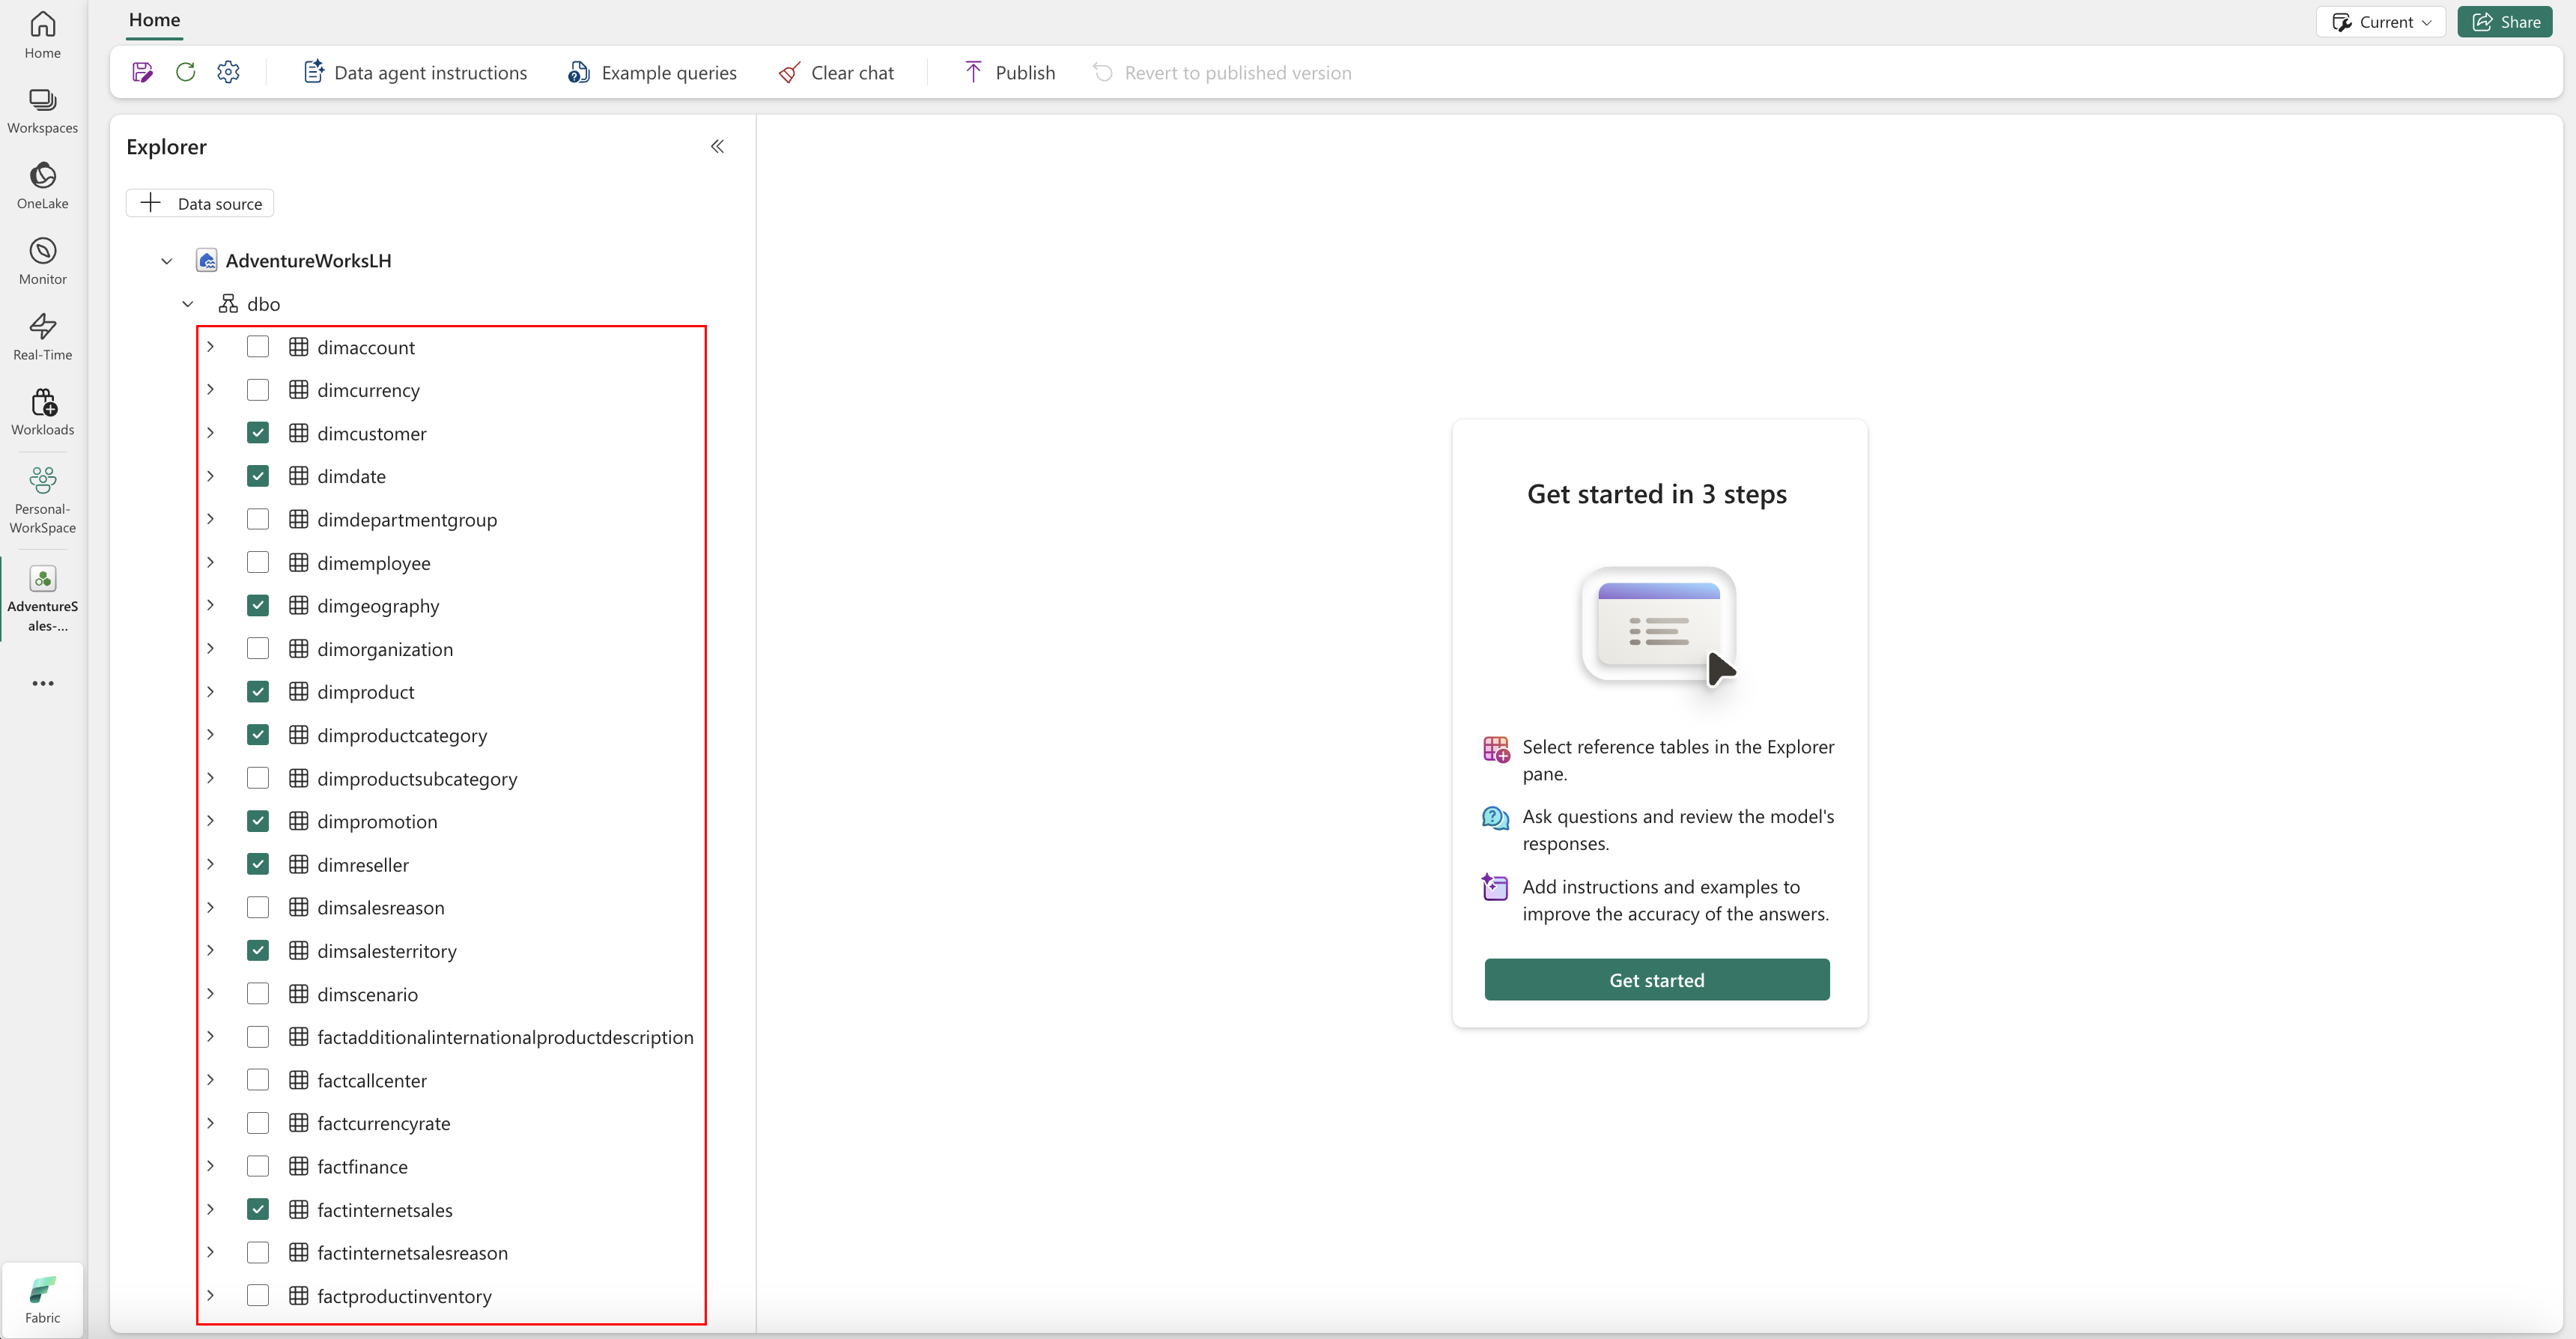 Home
Workspaces
OneLake
Monitor
Real-Time
Workloads
Personal-
WorkSpace
AdventureS
ales-...
Fabric
Home
Current
Share
Data agent instructions
Example queries
Clear chat
Publish
Revert to published version
Explorer
Data source
AdventureWorksLH
dbo
dimaccount
dimcurrency
dimcustomer
dimdate
dimdepartmentgroup
dimemployee
dimgeography
dimorganization
dimproduct
dimproductcategory
dimproductsubcategory
dimpromotion
dimreseller
dimsalesreason
dimsalesterritory
dimscenario
factadditionalinternationalproductdescription
factcallcenter
factcurrencyrate
factfinance
factinternetsales
factinternetsalesreason
factproductinventory
Get started in 3 steps
Select reference tables in the Explorer
pane.
Ask questions and review the model's
responses.
Add instructions and examples to
improve the accuracy of the answers.
Get started